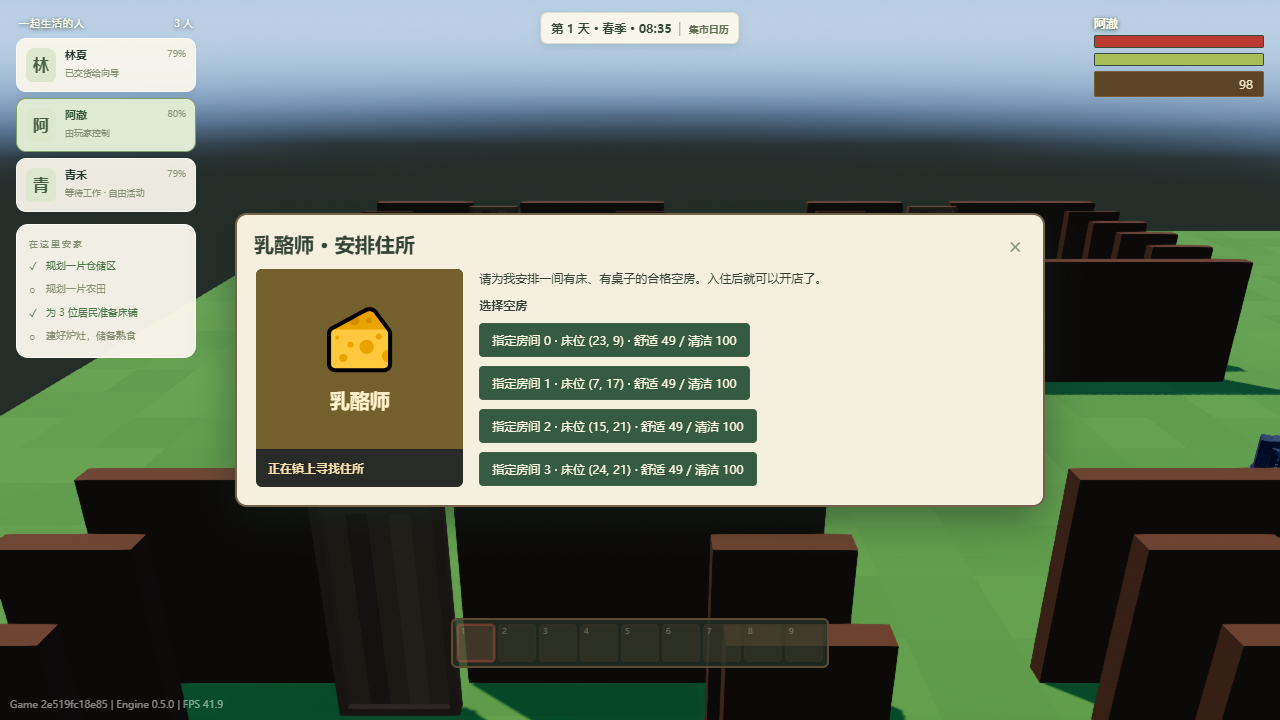 一起生活的人 3 人
林 林夏 79%
已交货给向导
阿 阿澈 80%
由玩家控制
青 青禾 79%
等待工作 · 自由活动
在这里安家
✓ 规划一片仓储区
○ 规划一片农田
✓ 为 3 位居民准备床铺
○ 建好炉灶，储备熟食
第 1 天 • 春季 • 08:35 | 集市日历
阿澈
98
乳酪师 • 安排住所 ×
乳酪师
正在镇上寻找住所
请为我安排一间有床、有桌子的合格空房。入住后就可以开店了。
选择空房
指定房间 0 · 床位 (23, 9) · 舒适 49 / 清洁 100
指定房间 1 · 床位 (7, 17) · 舒适 49 / 清洁 100
指定房间 2 · 床位 (15, 21) · 舒适 49 / 清洁 100
指定房间 3 · 床位 (24, 21) · 舒适 49 / 清洁 100
1 2 3 4 5 6 7 8 9
Game 2e519fc18e85 | Engine 0.5.0 | FPS 41.9